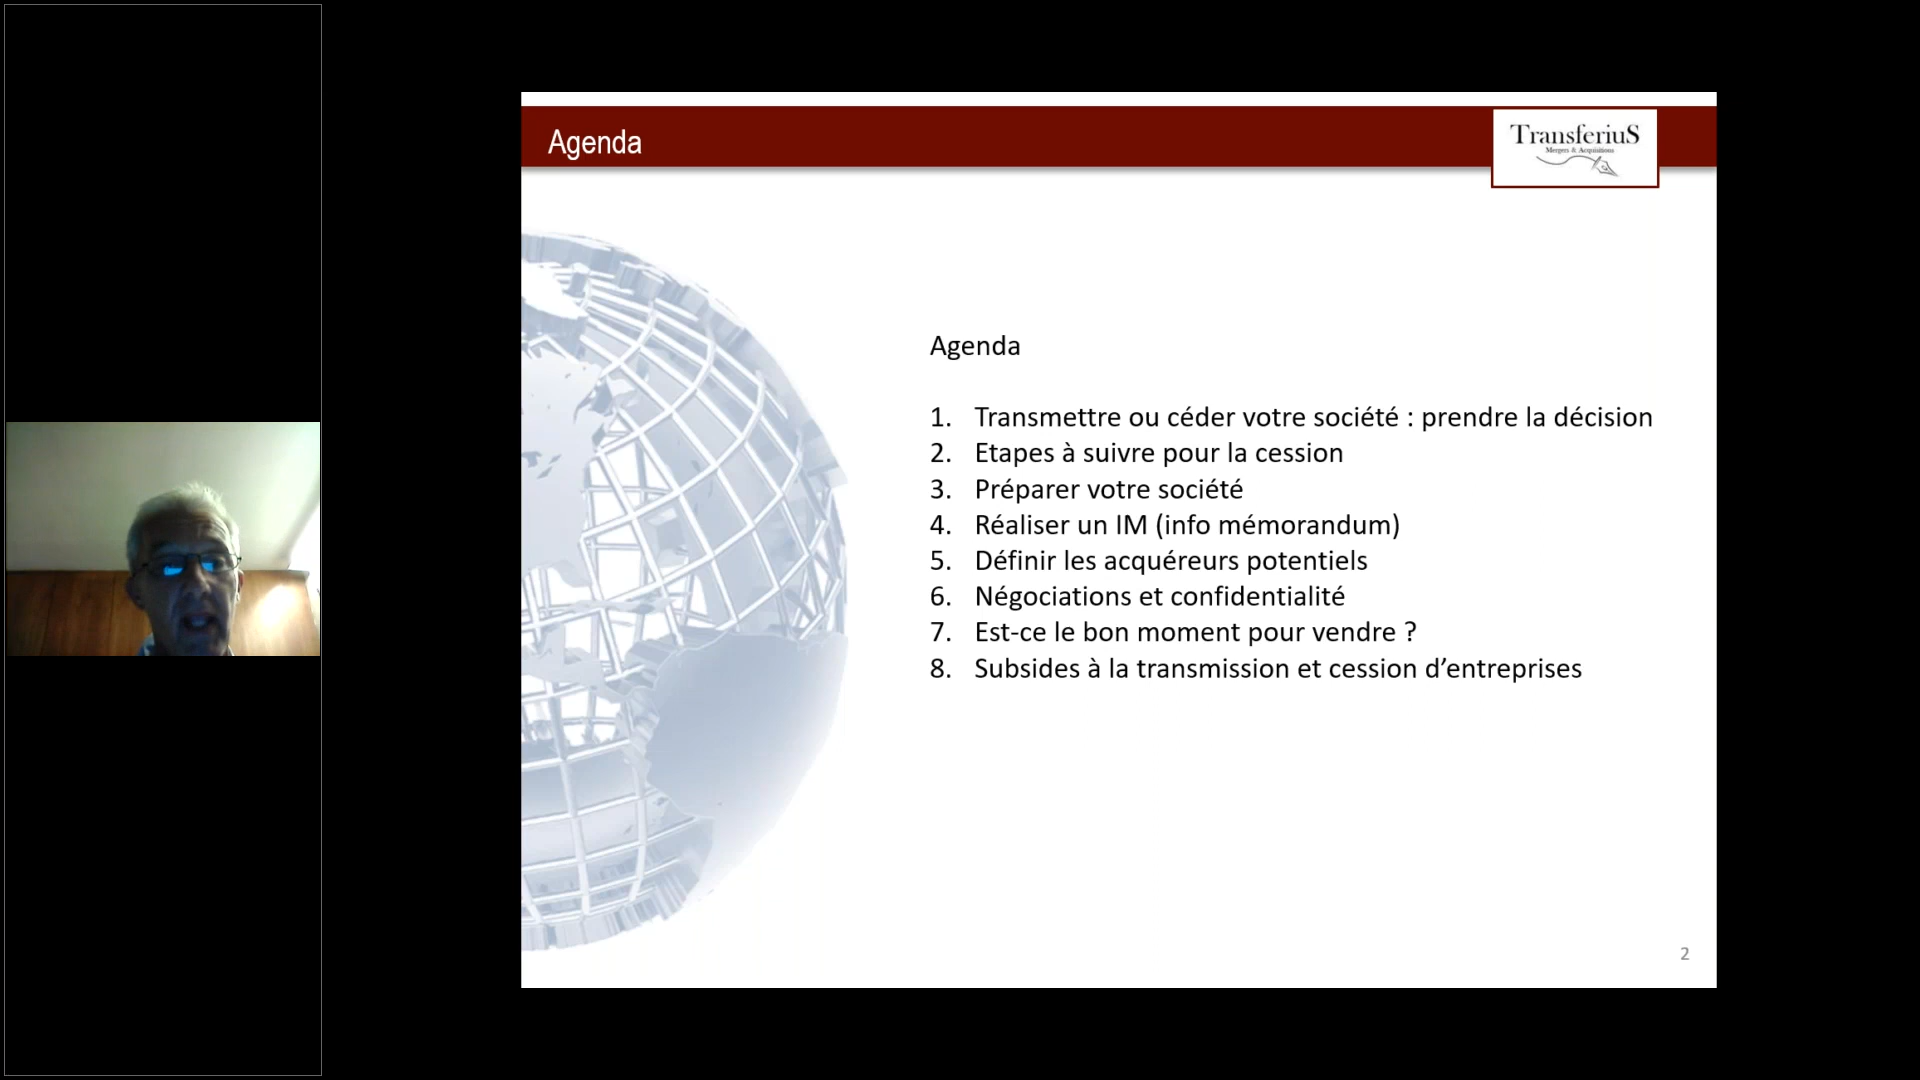 Agenda
TransferiuS
Mergers & Acquisitions
Agenda
1. Transmettre ou céder votre société : prendre la décision
2. Etapes à suivre pour la cession
3. Préparer votre société
4. Réaliser un IM (info mémorandum)
5. Définir les acquéreurs potentiels
6. Négociations et confidentialité
7. Est-ce le bon moment pour vendre ?
8. Subsides à la transmission et cession d’entreprises
2